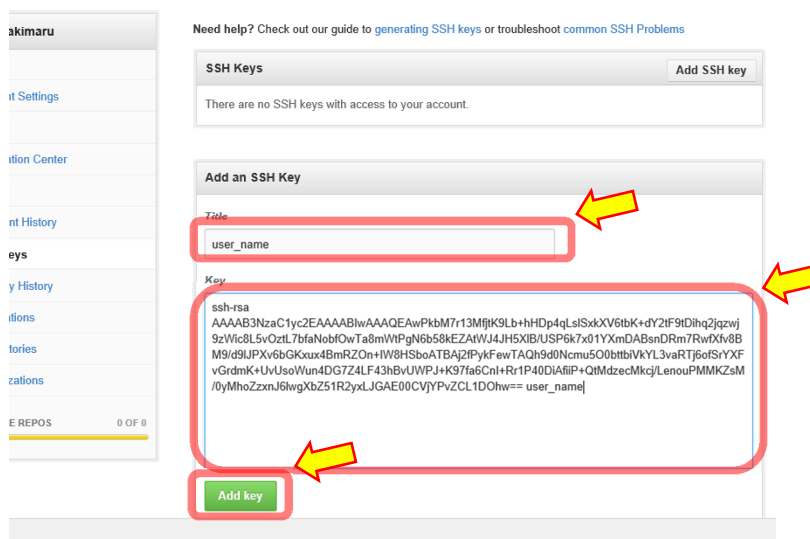 akimaru
nt Settings
ation Center
nt History
eys
y History
ations
tories
zations
E REPOS 0 OF 0
Need help? Check out our guide to generating SSH keys or troubleshoot common SSH Problems
SSH Keys
Add SSH key
There are no SSH keys with access to your account.
Add an SSH Key
Title
user_name
Key
ssh-rsa
AAAAB3NzaC1yc2EAAAABIwAAAQEAwPkbM7r13MfjtK9Lb+hHDp4qLsISxkXV6tbK+dY2tF9tDihq2jqzwj
9zWic8L5vOztL7bfaNobfOwTa8mWtPgN6b58kEZAtWJ4JH5XIB/USP6k7x01YXmDABsnDRm7RwfXfv8B
M9/d9IJPXv6bGKxux4BmRZOn+IW8HSboATBAj2fPykFewTAQh9d0Ncmu5O0bttbiVkYL3vaRTj6ofSrYXF
vGrdmK+UvUsoWun4DG7Z4LF43hBvUWPJ+K97fa6CnI+Rr1P40DiAfiiP+QtMdzecMkcj/LenouPMMKZsM
/0yMhoZzxnJ6lwgXbZ51R2yxLJGAE00CVjYPvZCL1DOhw== user_name
Add key